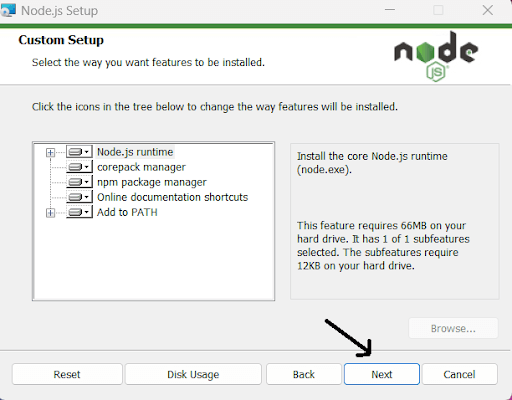 Node.js Setup
Custom Setup
Select the way you want features to be installed.
node
JS
Click the icons in the tree below to change the way features will be installed.
Node.js runtime
corepack manager
npm package manager
Online documentation shortcuts
Add to PATH
Install the core Node.js runtime
(node.exe).
This feature requires 66MB on your
hard drive. It has 1 of 1 subfeatures
selected. The subfeatures require
12KB on your hard drive.
Browse...
Reset Disk Usage Back Next Cancel